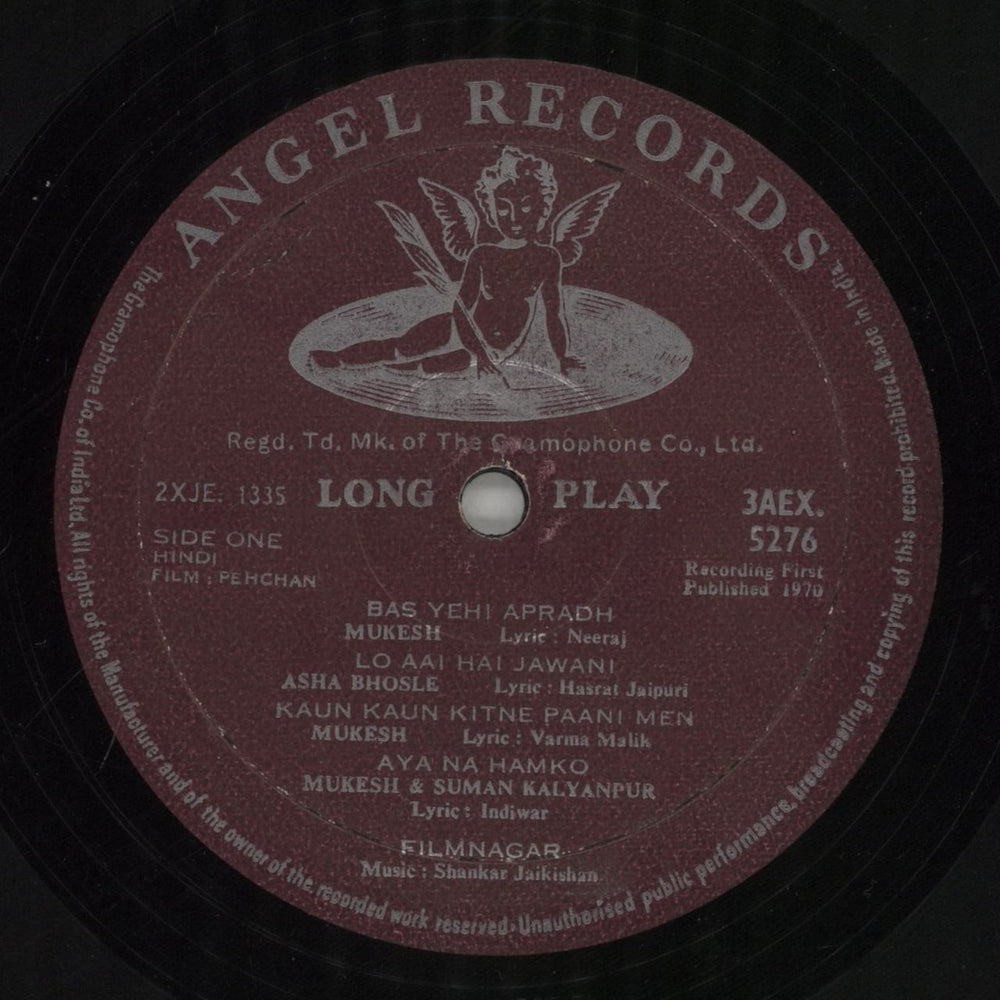 ANGEL RECORDS
Regd. Td. Mk. of The Gramophone Co., Ltd.
2XJE. 1335 LONG PLAY 3AEX.
5276
SIDE ONE
HINDI
FILM : PEHCHAN
Recording First
Published 1970
BAS YEHI APRADH
MUKESH Lyric : Neeraj
LO AAI HAI JAWANI
ASHA BHOSLE Lyric : Hasrat Jaipuri
KAUN KAUN KITNE PAANI MEN
MUKESH Lyric : Varma Malik
AYA NA HAMKO
MUKESH & SUMAN KALYANPUR
Lyric : Indiwar
FILMNAGAR
Music : Shankar Jaikishan
The Gramophone Co. of India Ltd. All rights of the Manufacturer and of the owner of the recorded work reserved. Unauthorised public performance, broadcasting and copying of this record prohibited. Made in India.